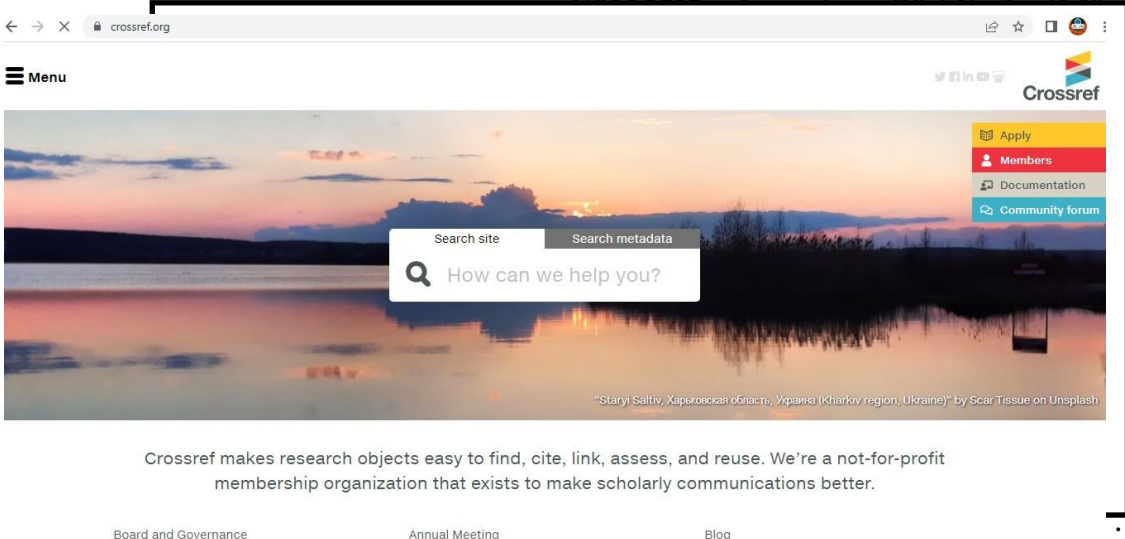 crossref.org
Menu
Crossref
Apply
Members
Documentation
Community forum
Search site
Search metadata
How can we help you?
"Staryi Saltiv, Харьковская область, Украина (Kharkiv region, Ukraine)" by Scar Tissue on Unsplash
Crossref makes research objects easy to find, cite, link, assess, and reuse. We’re a not-for-profit
membership organization that exists to make scholarly communications better.
Board and Governance
Annual Meeting
Blog